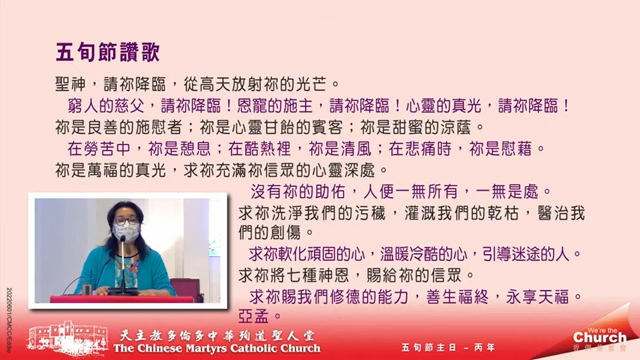 五旬節讚歌
聖神，請祢降臨，從高天放射祢的光芒。
窮人的慈父，請祢降臨！恩寵的施主，請祢降臨！心靈的真光，請祢降臨！
祢是良善的施慰者；祢是心靈甘飴的賓客；祢是甜蜜的涼蔭。
在勞苦中，祢是憩息；在酷熱裡，祢是清風；在悲痛時，祢是慰藉。
祢是萬福的真光，求祢充滿祢信眾的心靈深處。
沒有祢的助佑，人便一無所有，一無是處。
求祢洗淨我們的污穢，灌溉我們的乾枯，醫治我
們的創傷。
求祢軟化頑固的心，溫暖冷酷的心，引導迷途的人。
求祢將七種神恩，賜給祢的信眾。
求祢賜我們修德的能力，善生福終，永享天福。
亞孟。
天主教多倫多中華殉道聖人堂
The Chinese Martyrs Catholic Church
五旬節主日 - 丙年
We're the
Church